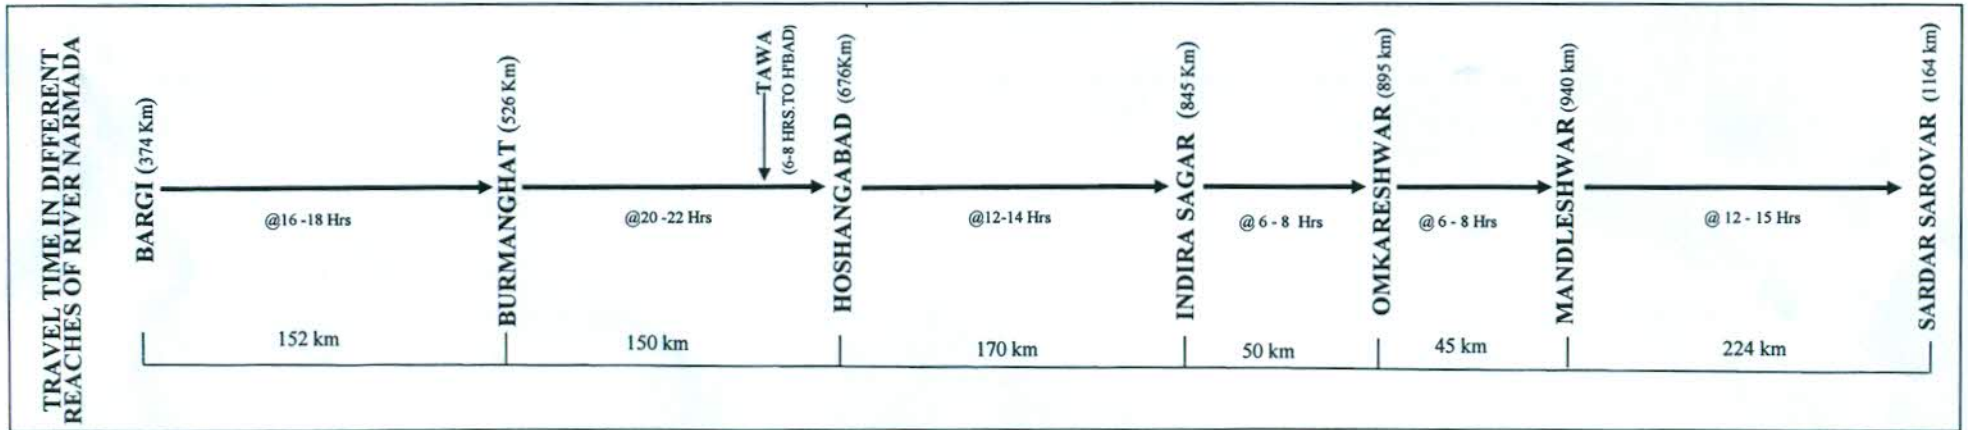 TRAVEL TIME IN DIFFERENT
REACHES OF RIVER NARMADA
BARGI (374 Km)
@16 -18 Hrs
152 km
BURMANGHAT (526 Km)
@20 -22 Hrs
150 km
TAWA
(6-8 HRS.TO H'BAD)
HOSHANGABAD (676Km)
@12-14 Hrs
170 km
INDIRA SAGAR (845 Km)
@ 6 - 8 Hrs
50 km
OMKARESHWAR (895 km)
@ 6 - 8 Hrs
45 km
MANDLESHWAR (940 km)
@ 12 - 15 Hrs
224 km
SARDAR SAROVAR (1164 km)